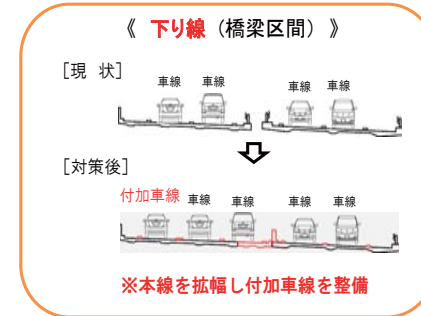 《 下り線（橋梁区間）》
［現 状］
車線 車線 車線 車線
［対策後］
付加車線 車線 車線 車線 車線
※本線を拡幅し付加車線を整備